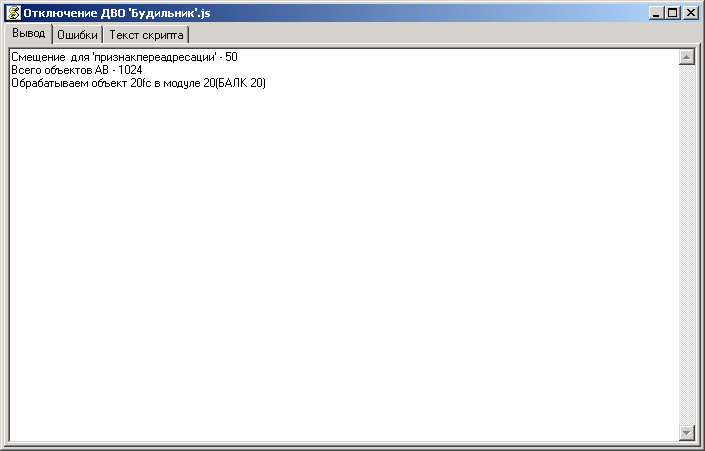 Отключение ДВО 'Будильник'.js
Вывод Ошибки Текст скрипта
Смещение для 'признакпереадресации' - 50
Всего объектов АВ - 1024
Обрабатываем объект 20fc в модуле 20(БАЛК 20)